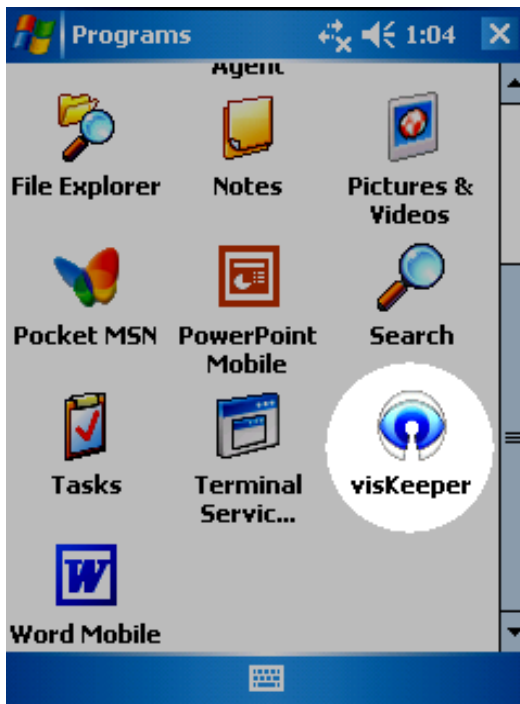 Programs 1:04
Agent
File Explorer Notes Pictures &
Videos
Pocket MSN PowerPoint Search
Mobile
Tasks Terminal visKeeper
Servic...
Word Mobile